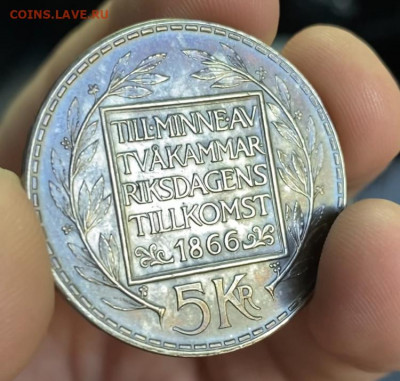 COINS.LAVE.RU
TILL·MINNE·AV
TVÅKAMMAR
RIKSDAGENS
TILLKOMST
1866
5 KR